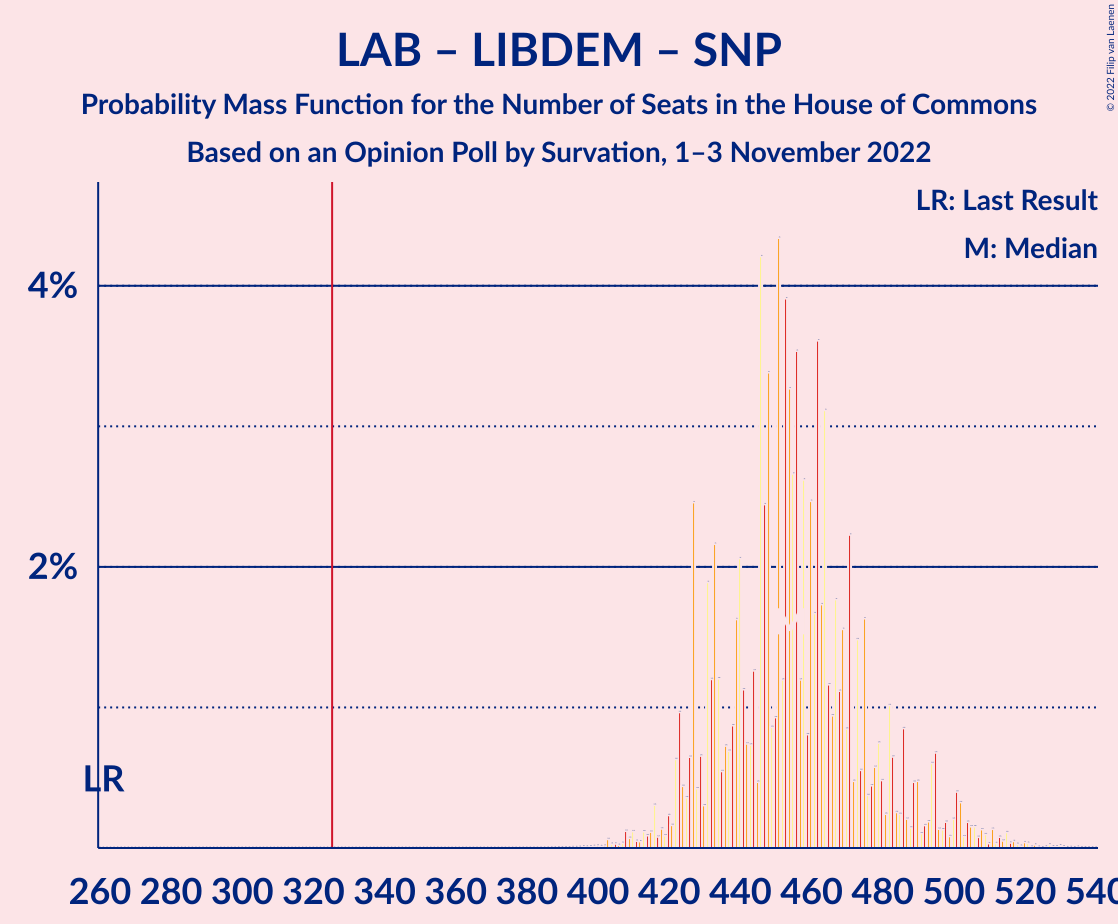 LAB – LIBDEM – SNP
Probability Mass Function for the Number of Seats in the House of Commons
Based on an Opinion Poll by Survation, 1–3 November 2022
© 2022 Filip van Laenen
LR: Last Result
M: Median
4%
2%
LR
260 280 300 320 340 360 380 400 420 440 460 480 500 520 540